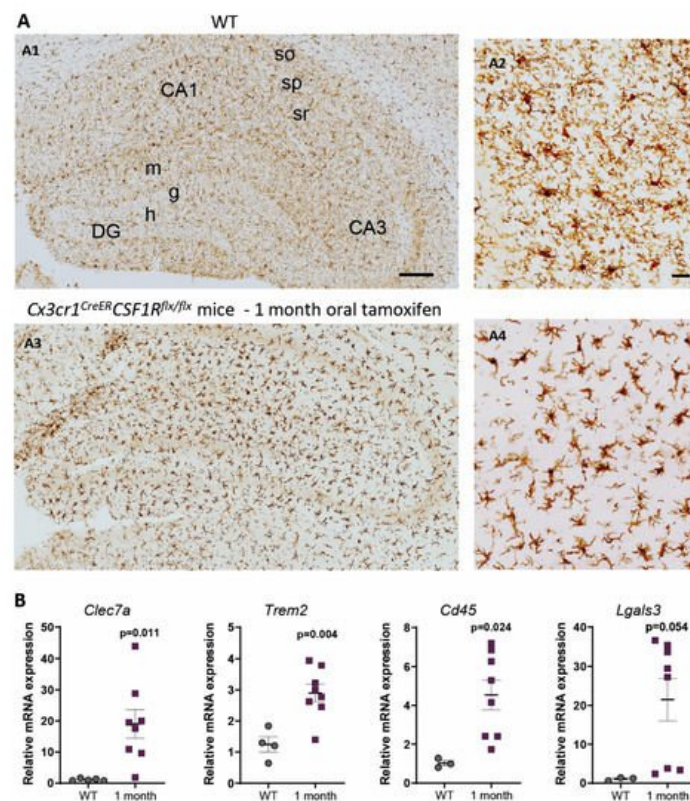 A
WT
A1
so
sp
sr
CA1
m
g
h
DG
CA3
A2
Cx3cr1CreERCSF1Rflx/flx mice - 1 month oral tamoxifen
A3
A4
B
Clec7a
Relative mRNA expression
50
40
30
20
10
0
p=0.011
WT 1 month
Trem2
Relative mRNA expression
5
4
3
2
1
0
p=0.004
WT 1 month
Cd45
Relative mRNA expression
8
6
4
2
0
p=0.024
WT 1 month
Lgals3
Relative mRNA expression
40
30
20
10
0
p=0.054
WT 1 month